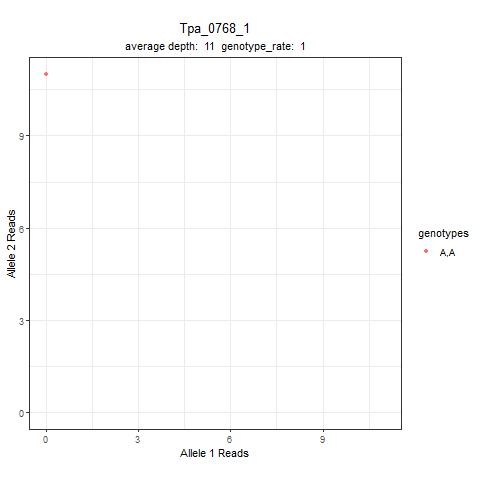 Tpa_0768_1
average depth: 11 genotype_rate: 1
9
6
3
0
0 3 6 9
Allele 1 Reads
Allele 2 Reads
genotypes
A,A